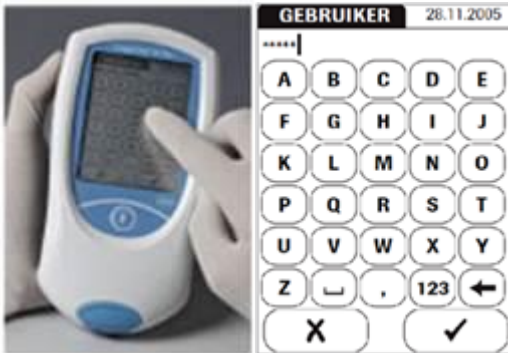 GEBRUIKER 28.11.2005
*****
A B C D E
F G H I J
K L M N O
P Q R S T
U V W X Y
Z ⎵ , 123 ←
X ✓